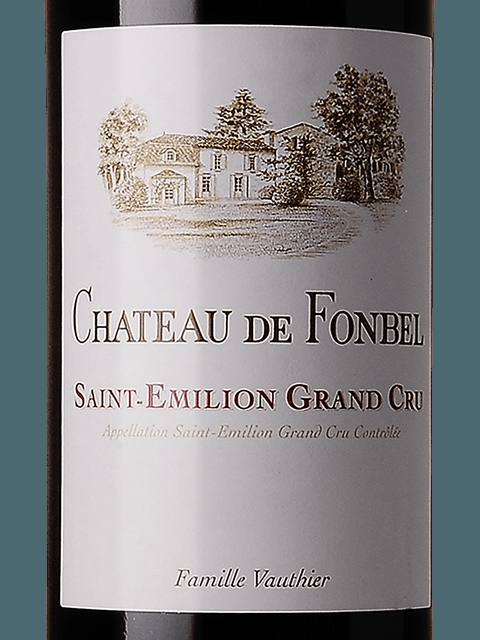 CHATEAU DE FONBEL
SAINT-EMILION GRAND CRU
Appellation Saint-Emilion Grand Cru Contrôlée
Famille Vauthier